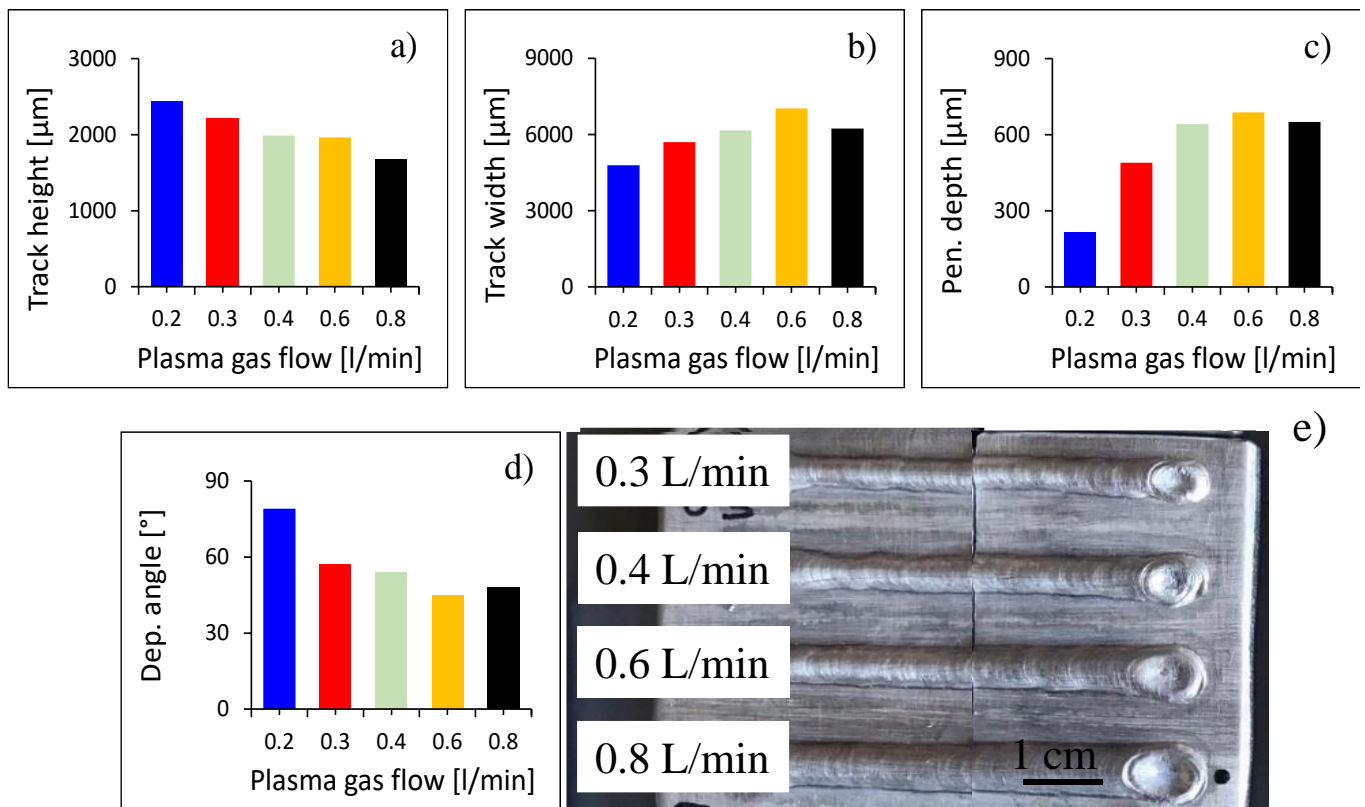 a)
Track height [µm]
3000
2000
1000
0
0.2 0.3 0.4 0.6 0.8
Plasma gas flow [l/min]
b)
Track width [µm]
9000
6000
3000
0
0.2 0.3 0.4 0.6 0.8
Plasma gas flow [l/min]
c)
Pen. depth [µm]
900
600
300
0
0.2 0.3 0.4 0.6 0.8
Plasma gas flow [l/min]
d)
Dep. angle [°]
90
60
30
0
0.2 0.3 0.4 0.6 0.8
Plasma gas flow [l/min]
e)
0.3 L/min
0.4 L/min
0.6 L/min
0.8 L/min
1 cm